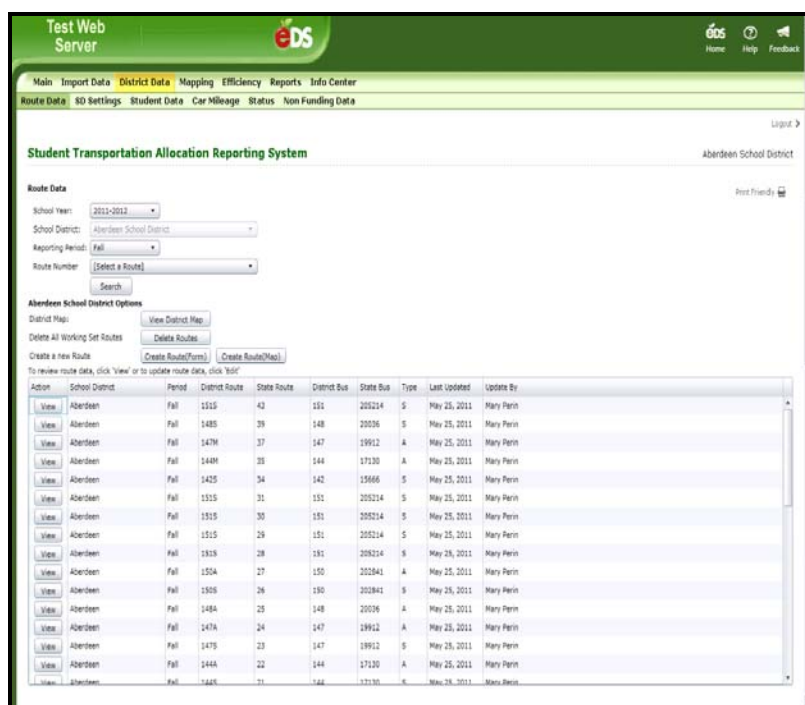 Test Web
Server
eDS
eDS
Home Help Feedback
Main Import Data District Data Mapping Efficiency Reports Info Center
Route Data SD Settings Student Data Car Mileage Status Non Funding Data
Logout >
Student Transportation Allocation Reporting System
Aberdeen School District
Route Data
Print Friendly
School Year: 2011-2012
School District: Aberdeen School District
Reporting Period: Fall
Route Number [Select a Route]
Search
Aberdeen School District Options
District Map: View District Map
Delete All Working Set Routes Delete Routes
Create a new Route Create Route(Form) Create Route(Map)
To review route data, click 'View' or to update route data, click 'Edit'
Action School District Period District Route State Route District Bus State Bus Type Last Updated Update By
View Aberdeen Fall 151S 43 151 205214 S May 25, 2011 Mary Perin
View Aberdeen Fall 148S 39 148 20036 S May 25, 2011 Mary Perin
View Aberdeen Fall 147M 37 147 19912 A May 25, 2011 Mary Perin
View Aberdeen Fall 144M 35 144 17130 A May 25, 2011 Mary Perin
View Aberdeen Fall 142S 34 142 15666 S May 25, 2011 Mary Perin
View Aberdeen Fall 151S 31 151 205214 S May 25, 2011 Mary Perin
View Aberdeen Fall 151S 30 151 205214 S May 25, 2011 Mary Perin
View Aberdeen Fall 151S 29 151 205214 S May 25, 2011 Mary Perin
View Aberdeen Fall 151S 28 151 205214 S May 25, 2011 Mary Perin
View Aberdeen Fall 150A 27 150 202841 A May 25, 2011 Mary Perin
View Aberdeen Fall 150S 26 150 202841 S May 25, 2011 Mary Perin
View Aberdeen Fall 148A 25 148 20036 A May 25, 2011 Mary Perin
View Aberdeen Fall 147A 24 147 19912 A May 25, 2011 Mary Perin
View Aberdeen Fall 147S 23 147 19912 S May 25, 2011 Mary Perin
View Aberdeen Fall 144A 22 144 17130 A May 25, 2011 Mary Perin
View Aberdeen Fall 144S 21 144 17130 S May 25, 2011 Mary Perin